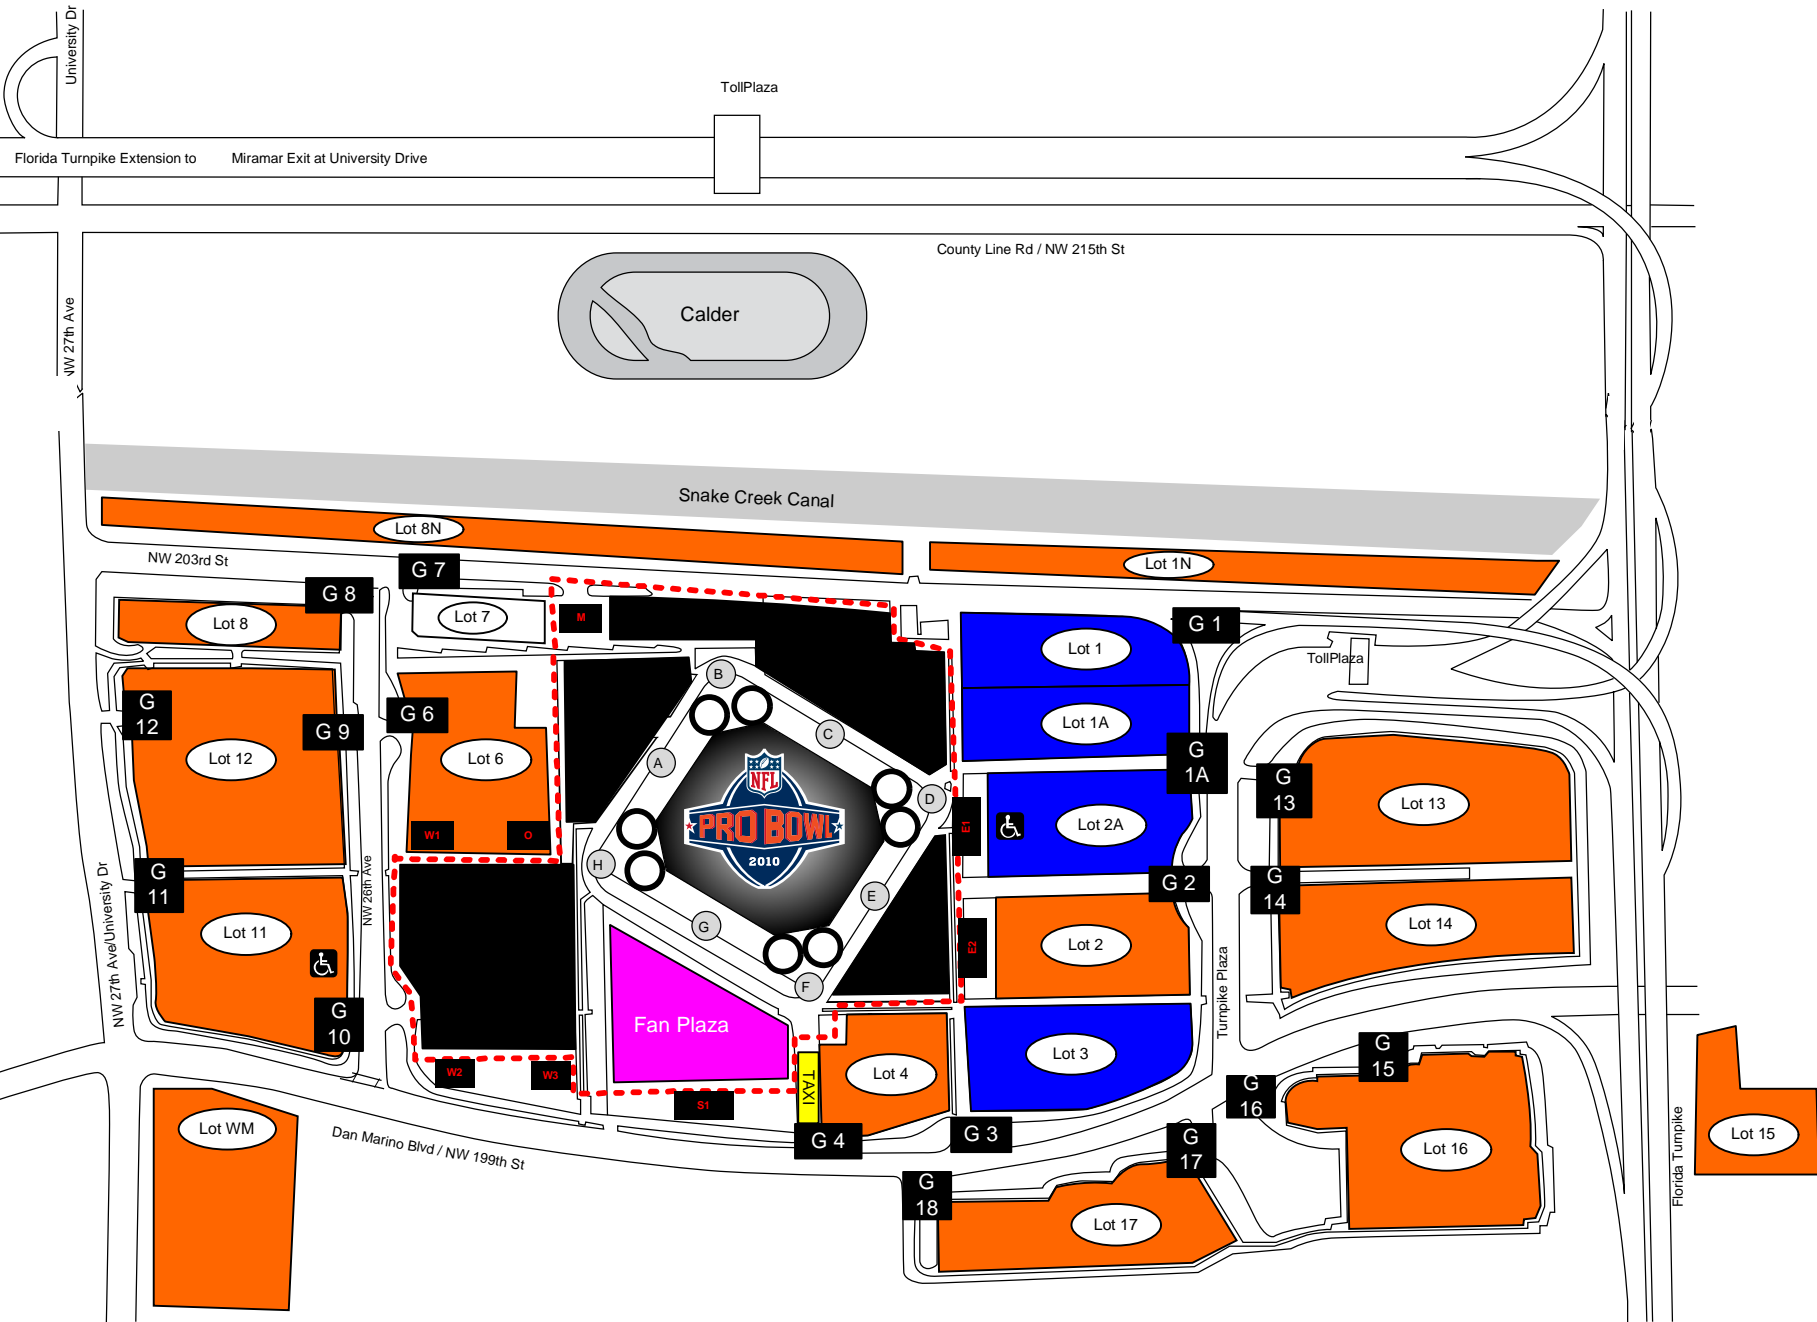 University Dr
TollPlaza
Florida Turnpike Extension to Miramar Exit at University Drive
County Line Rd / NW 215th St
NW 27th Ave
Calder
Snake Creek Canal
Lot 8N
Lot 1N
NW 203rd St
G 7
G 8
Lot 7
M
Lot 8
G 1
Lot 1
TollPlaza
B
G
12
G 6
G 9
C
Lot 1A
Lot 12
Lot 6
A
G
1A
NFL
PRO BOWL
2010
D
G
13
Lot 13
W1
O
E1
Lot 2A
H
G
11
NW 26th Ave
E
G 2
G
14
Lot 11
G
Lot 14
E2
Lot 2
NW 27th Ave/University Dr
F
Turnpike Plaza
G
10
Fan Plaza
Lot 3
G
15
W2
W3
Lot 4
TAXI
S1
G
16
Lot WM
Dan Marino Blvd / NW 199th St
G 4
G 3
G
17
Lot 16
Lot 15
Florida Turnpike
G
18
Lot 17